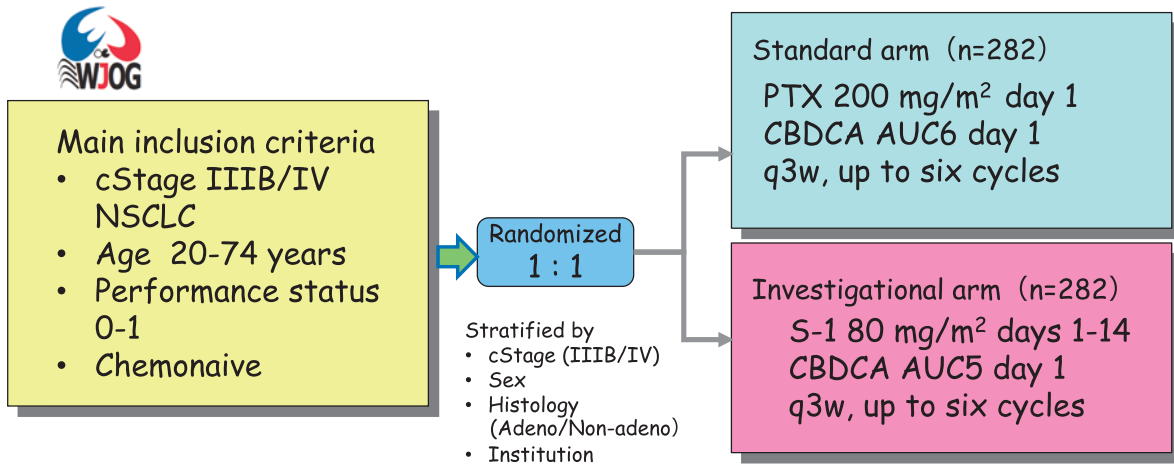 WJOG
Main inclusion criteria
• cStage IIIB/IV
NSCLC
• Age 20-74 years
• Performance status
0-1
• Chemonaive
Randomized
1 : 1
Stratified by
• cStage (IIIB/IV)
• Sex
• Histology
(Adeno/Non-adeno)
• Institution
Standard arm (n=282)
PTX 200 mg/m² day 1
CBDCA AUC6 day 1
q3w, up to six cycles
Investigational arm (n=282)
S-1 80 mg/m² days 1-14
CBDCA AUC5 day 1
q3w, up to six cycles